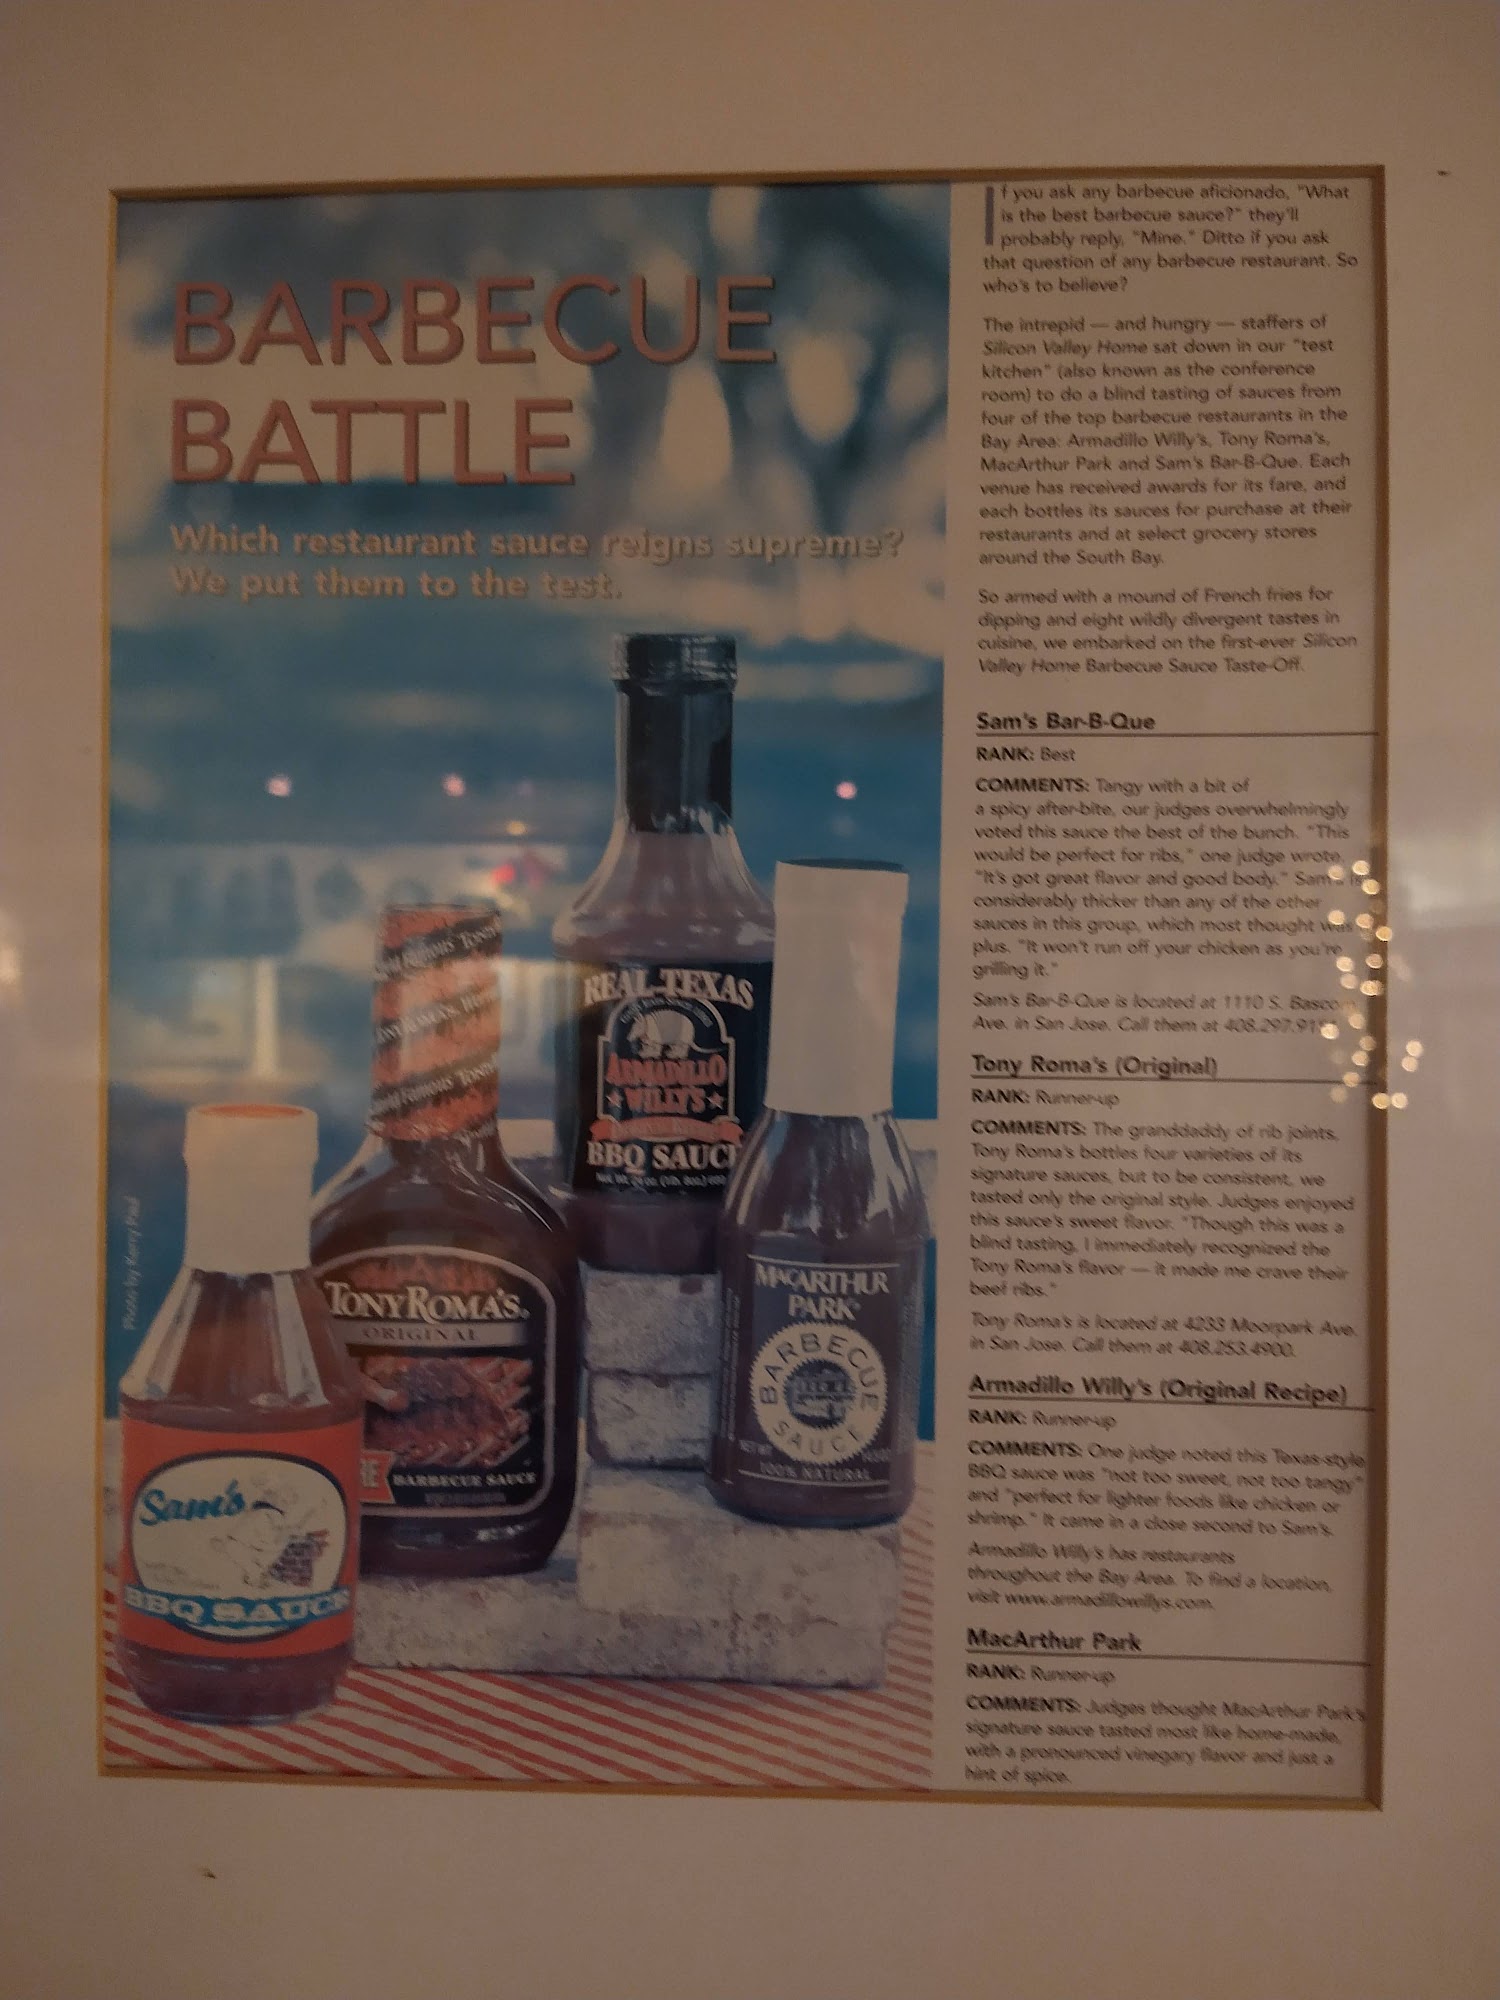 BARBECUE
BATTLE
Which restaurant sauce reigns supreme?
We put them to the test.
Photo by Kerry Paul
REAL-TEXAS
ARMADILLO
WILLY'S
BBQ SAUCE
TONY ROMA'S
TONY ROMA'S.
ORIGINAL
BARBECUE SAUCE
MACARTHUR
PARK
BARBECUE
SAUCE
100% NATURAL
Sam's
BBQ SAUCE
If you ask any barbecue aficionado, "What
is the best barbecue sauce?" they'll
probably reply, "Mine." Ditto if you ask
that question of any barbecue restaurant. So
who's to believe?
The intrepid — and hungry — staffers of
Silicon Valley Home sat down in our "test
kitchen" (also known as the conference
room) to do a blind tasting of sauces from
four of the top barbecue restaurants in the
Bay Area: Armadillo Willy's, Tony Roma's,
MacArthur Park and Sam's Bar-B-Que. Each
venue has received awards for its fare, and
each bottles its sauces for purchase at their
restaurants and at select grocery stores
around the South Bay.
So armed with a mound of French fries for
dipping and eight wildly divergent tastes in
cuisine, we embarked on the first-ever Silicon
Valley Home Barbecue Sauce Taste-Off.
Sam's Bar-B-Que
RANK: Best
COMMENTS: Tangy with a bit of
a spicy after-bite, our judges overwhelmingly
voted this sauce the best of the bunch. "This
would be perfect for ribs," one judge wrote.
"It's got great flavor and good body." Sam's is
considerably thicker than any of the other
sauces in this group, which most thought was
plus. "It won't run off your chicken as you're
grilling it."
Sam's Bar-B-Que is located at 1110 S. Bascom
Ave. in San Jose. Call them at
Tony Roma's (Original)
RANK: Runner-up
COMMENTS: The granddaddy of rib joints,
Tony Roma's bottles four varieties of its
signature sauces, but to be consistent, we
tasted only the original style. Judges enjoyed
this sauce's sweet flavor. "Though this was a
blind tasting, I immediately recognized the
Tony Roma's flavor — it made me crave their
beef ribs."
Tony Roma's is located at 4233 Moorpark Ave.
in San Jose. Call them at 408.253.4900.
Armadillo Willy's (Original Recipe)
RANK: Runner-up
COMMENTS: One judge noted this Texas-style
BBQ sauce was "not too sweet, not too tangy"
and "perfect for lighter foods like chicken or
shrimp." It came in a close second to Sam's.
Armadillo Willy's has restaurants
throughout the Bay Area. To find a location,
visit www.armadillowillys.com.
MacArthur Park
RANK: Runner-up
COMMENTS: Judges thought MacArthur Park's
signature sauce tasted most like home-made,
with a pronounced vinegary flavor and just a
hint of spice.